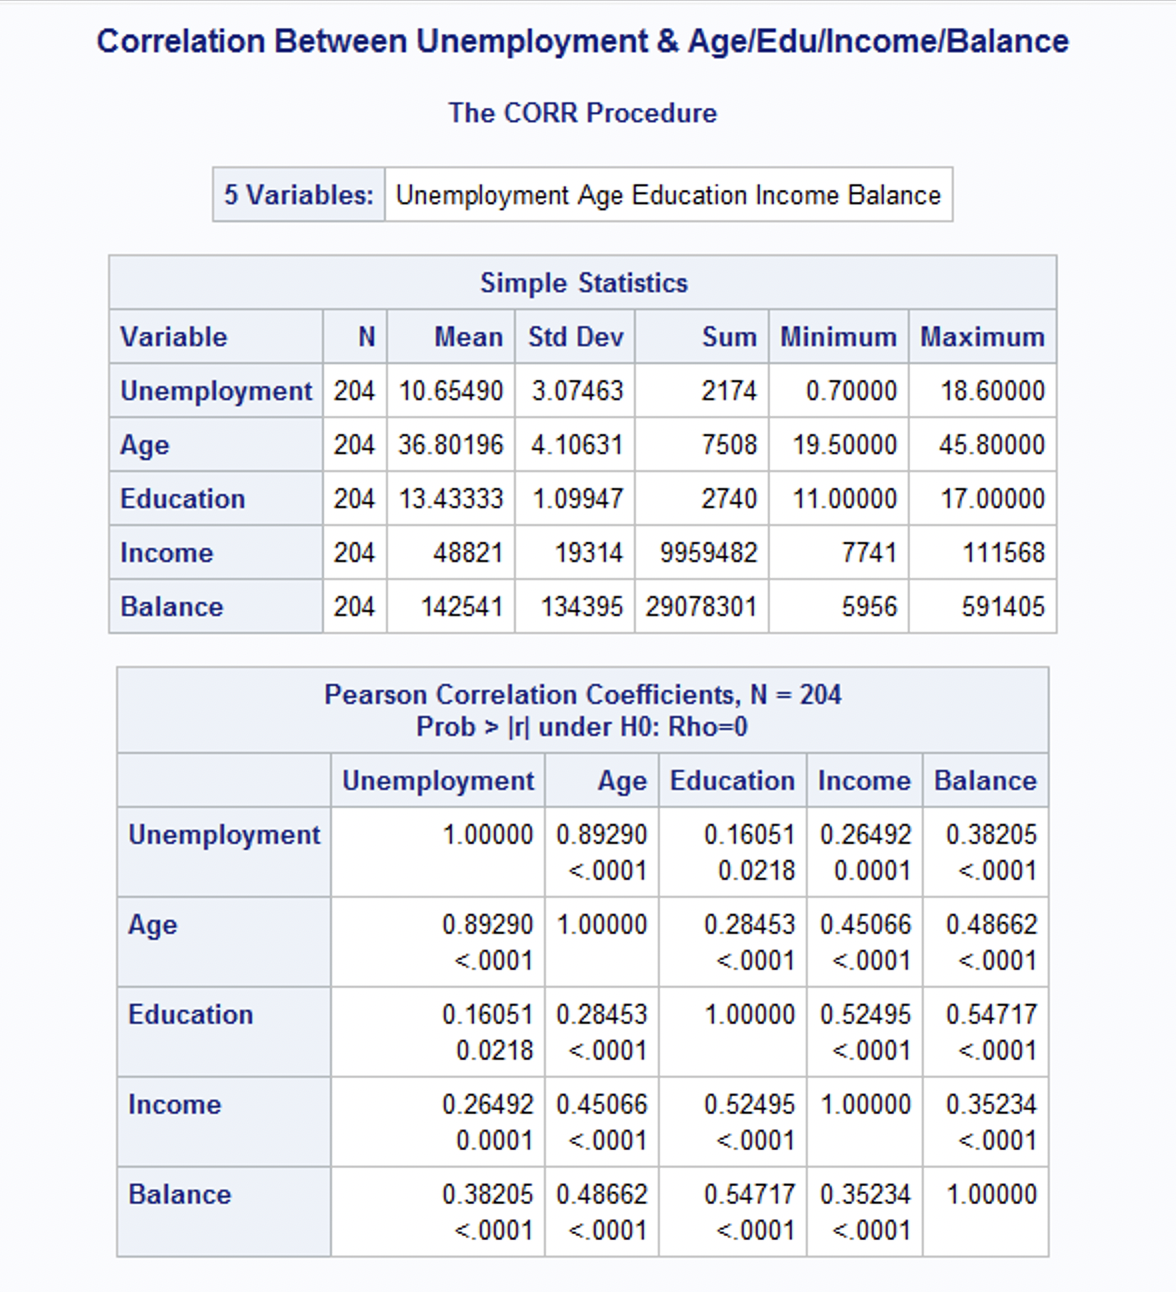 Correlation Between Unemployment & Age/Edu/Income/Balance
The CORR Procedure
5 Variables: Unemployment Age Education Income Balance
Simple Statistics
Variable N Mean Std Dev Sum Minimum Maximum
Unemployment 204 10.65490 3.07463 2174 0.70000 18.60000
Age 204 36.80196 4.10631 7508 19.50000 45.80000
Education 204 13.43333 1.09947 2740 11.00000 17.00000
Income 204 48821 19314 9959482 7741 111568
Balance 204 142541 134395 29078301 5956 591405
Pearson Correlation Coefficients, N = 204
Prob > |r| under H0: Rho=0
Unemployment Age Education Income Balance
Unemployment 1.00000 0.89290 0.16051 0.26492 0.38205
<.0001 0.0218 0.0001 <.0001
Age 0.89290 1.00000 0.28453 0.45066 0.48662
<.0001 <.0001 <.0001 <.0001
Education 0.16051 0.28453 1.00000 0.52495 0.54717
0.0218 <.0001 <.0001 <.0001
Income 0.26492 0.45066 0.52495 1.00000 0.35234
0.0001 <.0001 <.0001 <.0001
Balance 0.38205 0.48662 0.54717 0.35234 1.00000
<.0001 <.0001 <.0001 <.0001